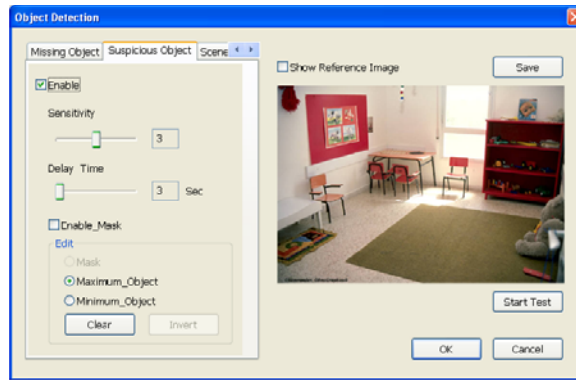 Object Detection
Missing Object
Suspicious Object
Scene
Enable
Sensitivity
3
Delay Time
3 Sec
Enable_Mask
Edit
Mask
Maximum_Object
Minimum_Object
Clear
Invert
Show Reference Image
Save
Start Test
OK
Cancel